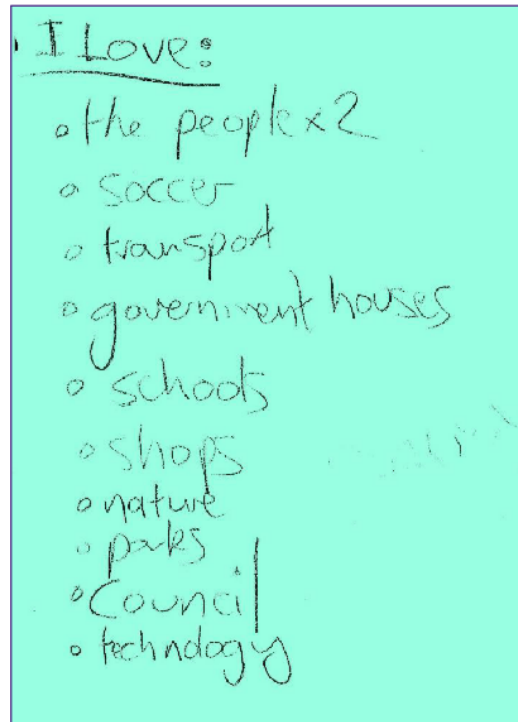 • I Love:
• the people x2
• soccer
• transport
• government houses
• schools
• shops
• nature
• parks
• Council
• technology